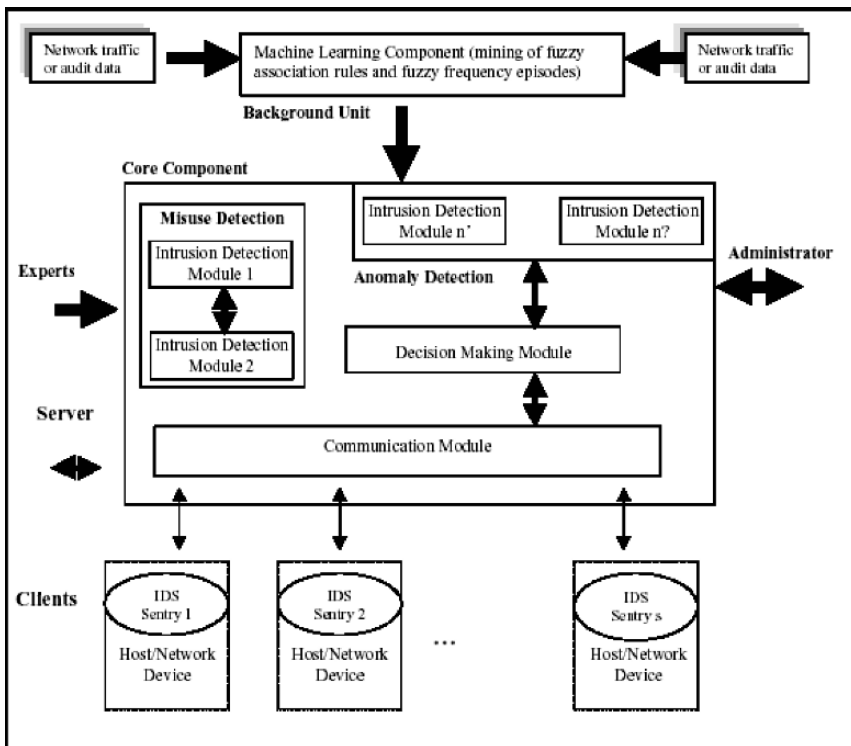 Network traffic
or audit data
Machine Learning Component (mining of fuzzy
association rules and fuzzy frequency episodes)
Network traffic
or audit data
Background Unit
Core Component
Misuse Detection
Intrusion Detection
Module 1
Intrusion Detection
Module 2
Intrusion Detection
Module n'
Intrusion Detection
Module n?
Anomaly Detection
Experts
Administrator
Decision Making Module
Server
Communication Module
Clients
IDS
Sentry 1
Host/Network
Device
IDS
Sentry 2
Host/Network
Device
...
IDS
Sentry s
Host/Network
Device